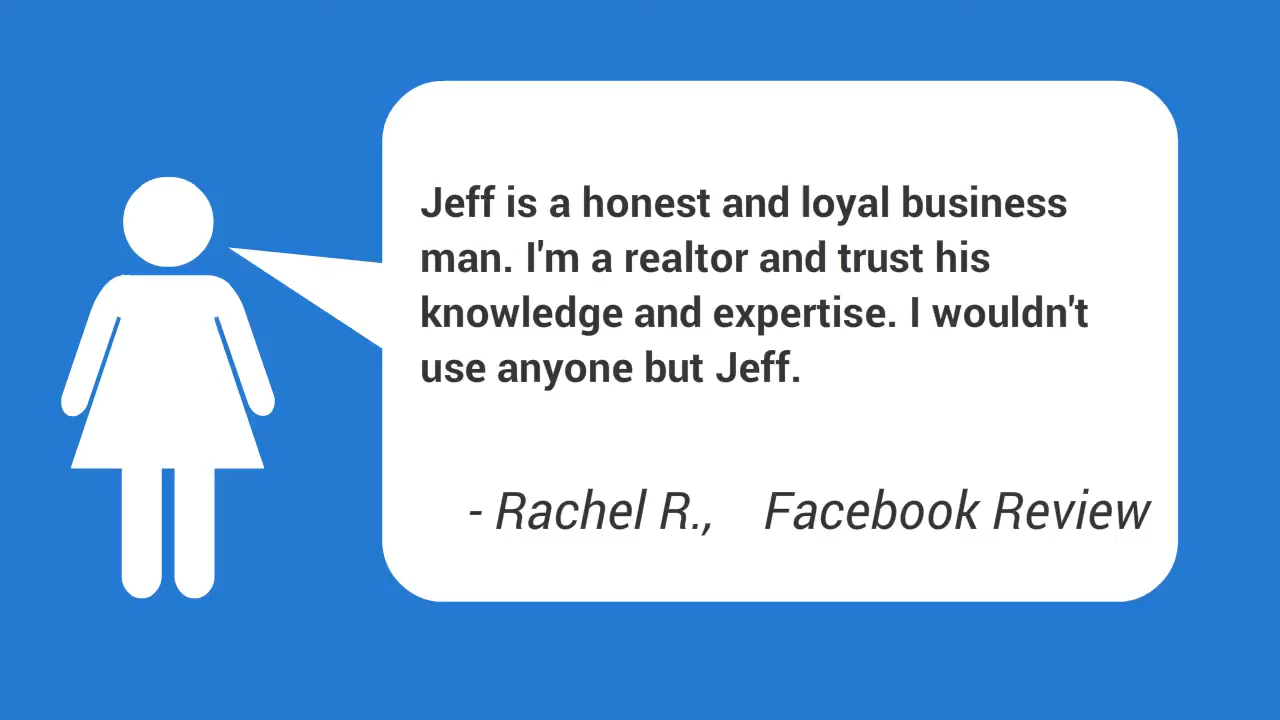 Jeff is a honest and loyal business
man. I'm a realtor and trust his
knowledge and expertise. I wouldn't
use anyone but Jeff.
- Rachel R., Facebook Review